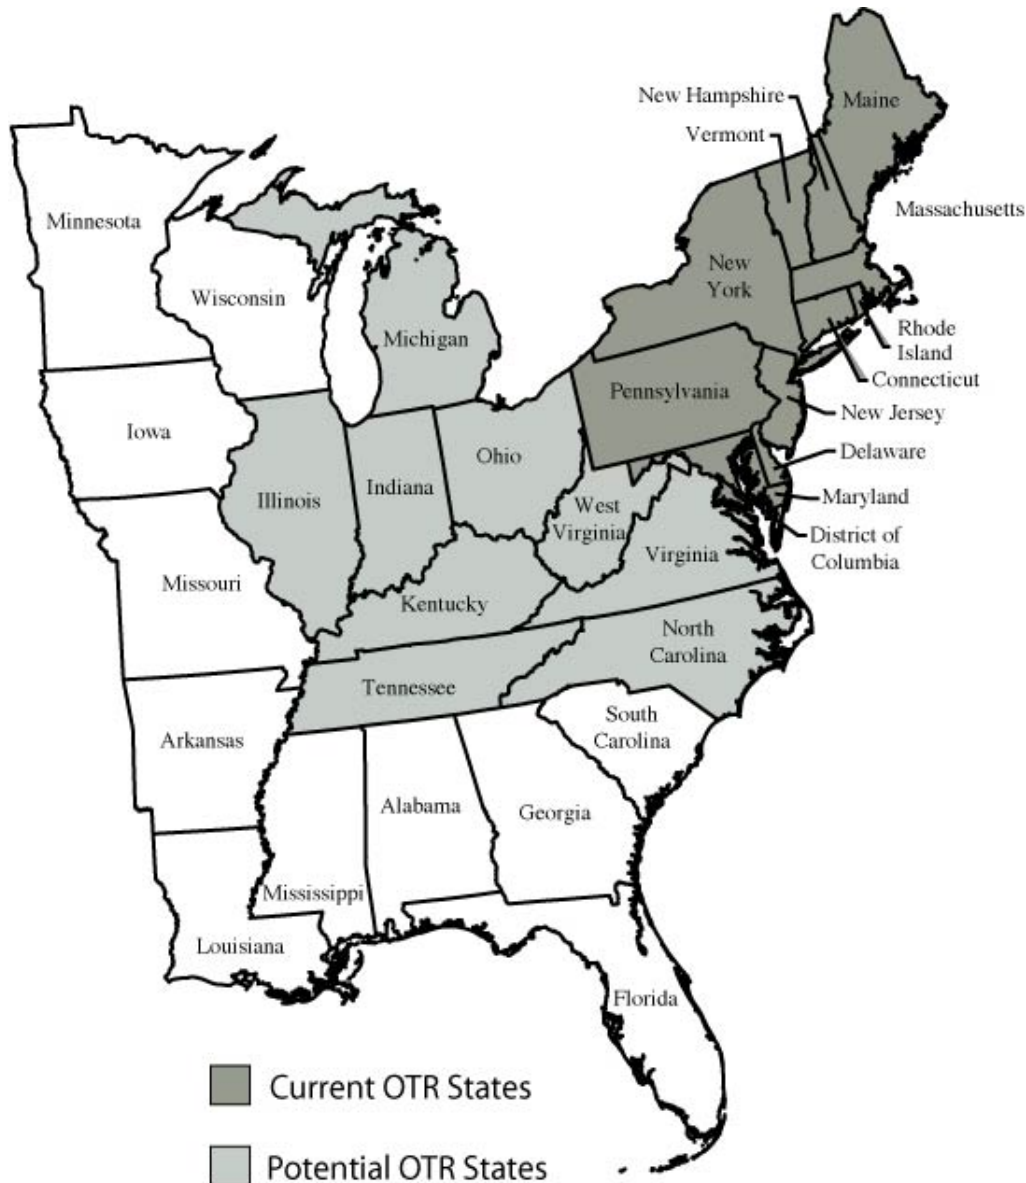 New Hampshire
Maine
Vermont
Massachusetts
Minnesota
New
York
Wisconsin
Michigan
Rhode
Island
Connecticut
Pennsylvania
New Jersey
Iowa
Ohio
Delaware
Illinois
Indiana
Maryland
West
Virginia
District of
Columbia
Virginia
Missouri
Kentucky
North
Carolina
Tennessee
South
Carolina
Arkansas
Alabama
Georgia
Mississippi
Louisiana
Florida
Current OTR States
Potential OTR States